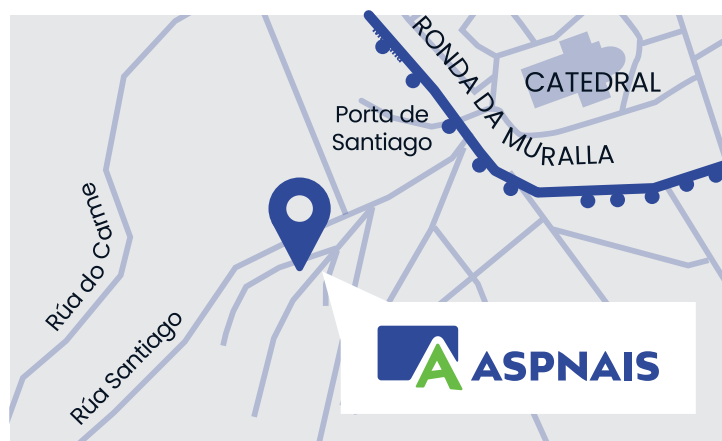 RONDA DA MURALLA
CATEDRAL
Porta de
Santiago
Rúa do Carme
Rúa Santiago
A ASPNAIS